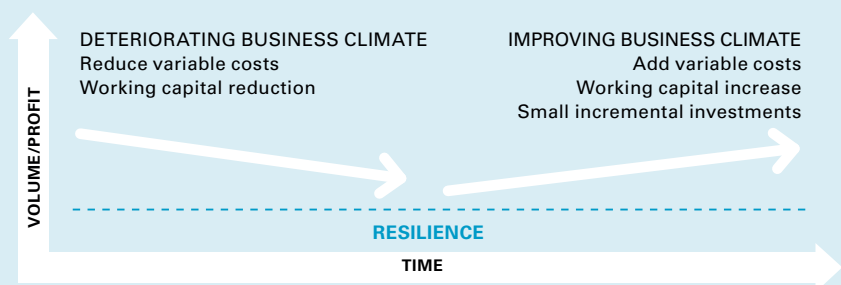 DETERIORATING BUSINESS CLIMATE
Reduce variable costs
Working capital reduction
IMPROVING BUSINESS CLIMATE
Add variable costs
Working capital increase
Small incremental investments
VOLUME/PROFIT
RESILIENCE
TIME